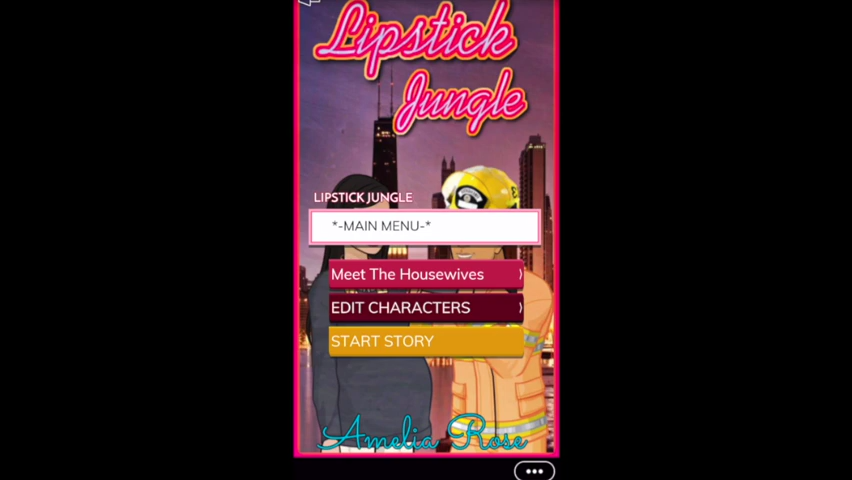 Lipstick
Jungle
LIPSTICK JUNGLE
*-MAIN MENU-*
Meet The Housewives
EDIT CHARACTERS
START STORY
Amelia Rose